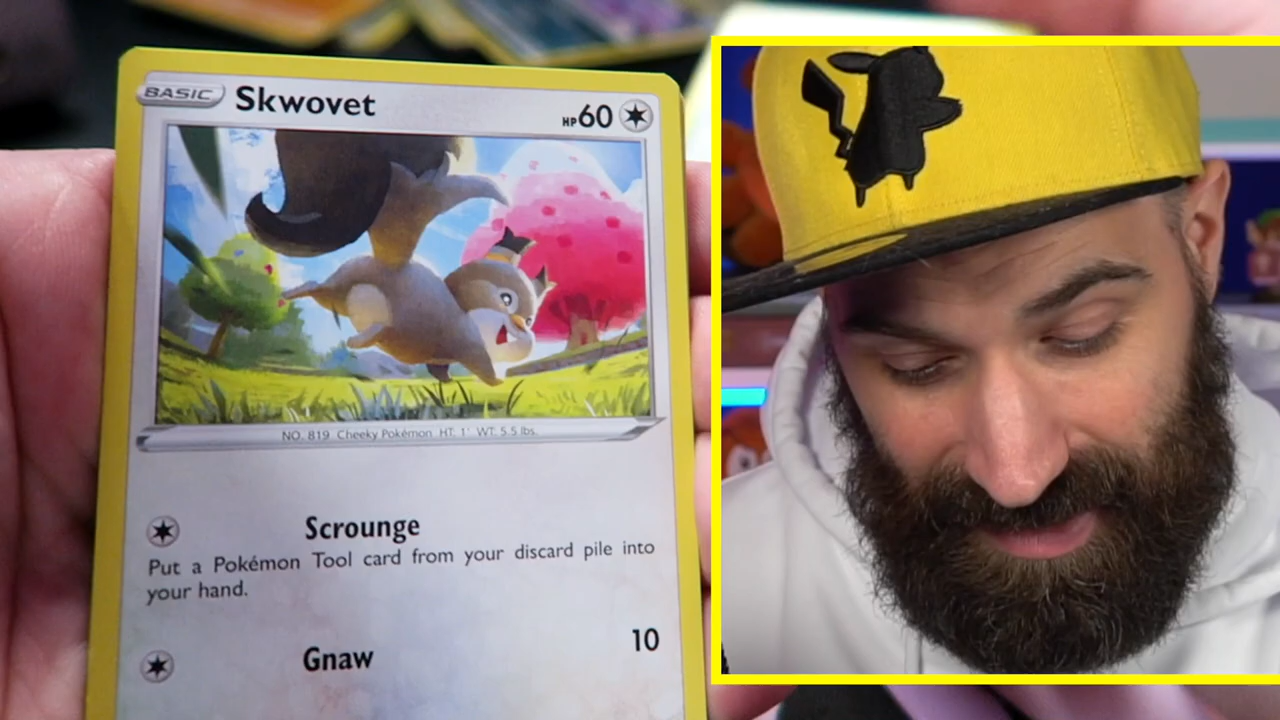 BASIC Skwovet HP60
NO. 819 Cheeky Pokémon HT: 1' WT: 5.5 lbs.
Scrounge
Put a Pokémon Tool card from your discard pile into
your hand.
Gnaw 10